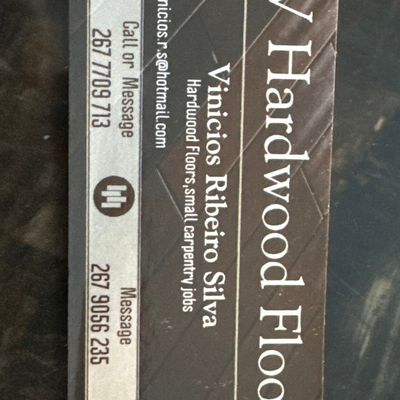 V Hardwood Floo
Vinicios Ribeiro Silva
Hardwood Floors,small carpentry jobs
inicios.r.s@hotmail.com
Call or Message
267 7709 713
Message
267 9056 235